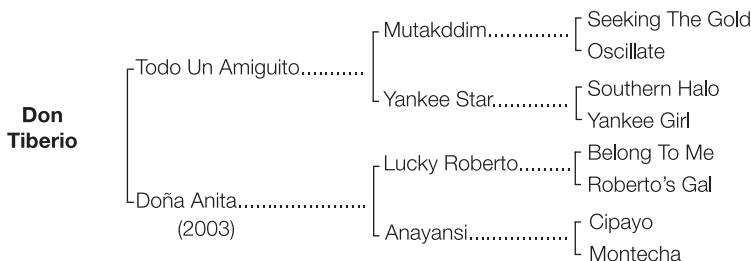 Seeking The Gold
Mutakddim
Oscillate
Todo Un Amiguito
Southern Halo
Yankee Star
Yankee Girl
Don
Tiberio
Belong To Me
Lucky Roberto
Roberto's Gal
Doña Anita
(2003)
Cipayo
Anayansi
Montecha